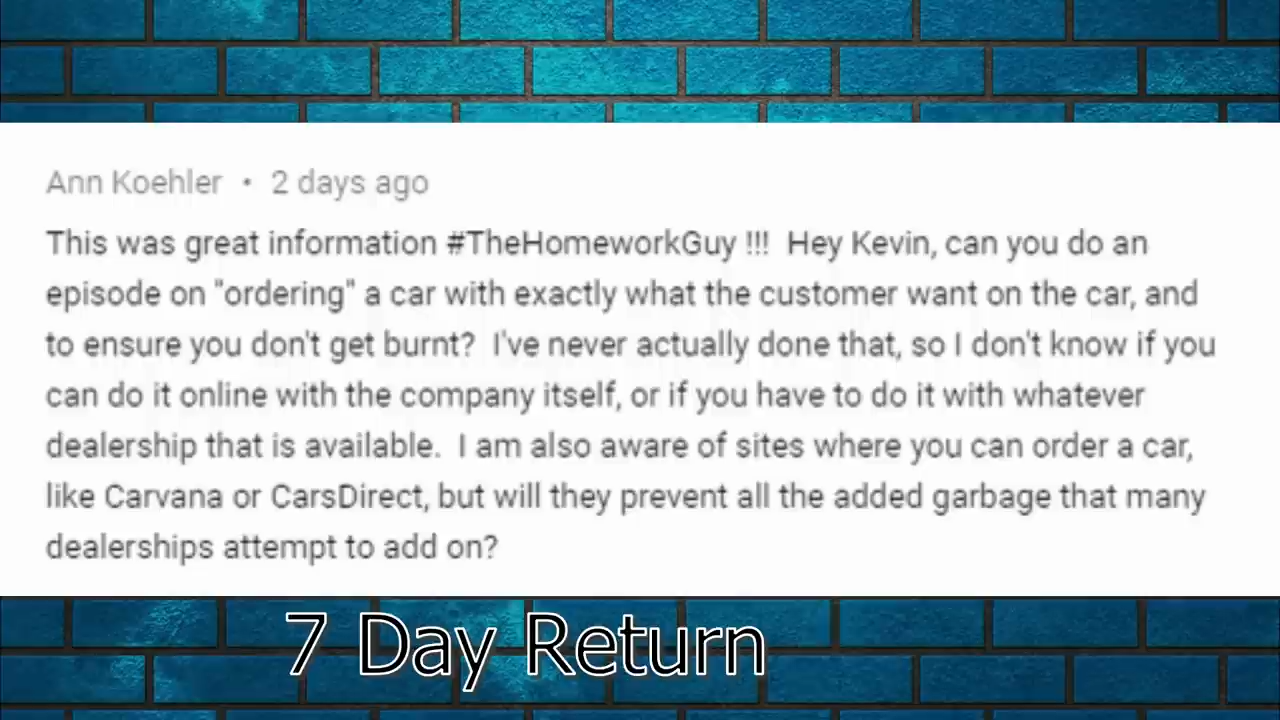 Ann Koehler • 2 days ago
This was great information #TheHomeworkGuy !!!  Hey Kevin, can you do an
episode on "ordering" a car with exactly what the customer want on the car, and
to ensure you don't get burnt?  I've never actually done that, so I don't know if you
can do it online with the company itself, or if you have to do it with whatever
dealership that is available.  I am also aware of sites where you can order a car,
like Carvana or CarsDirect, but will they prevent all the added garbage that many
dealerships attempt to add on?
7 Day Return